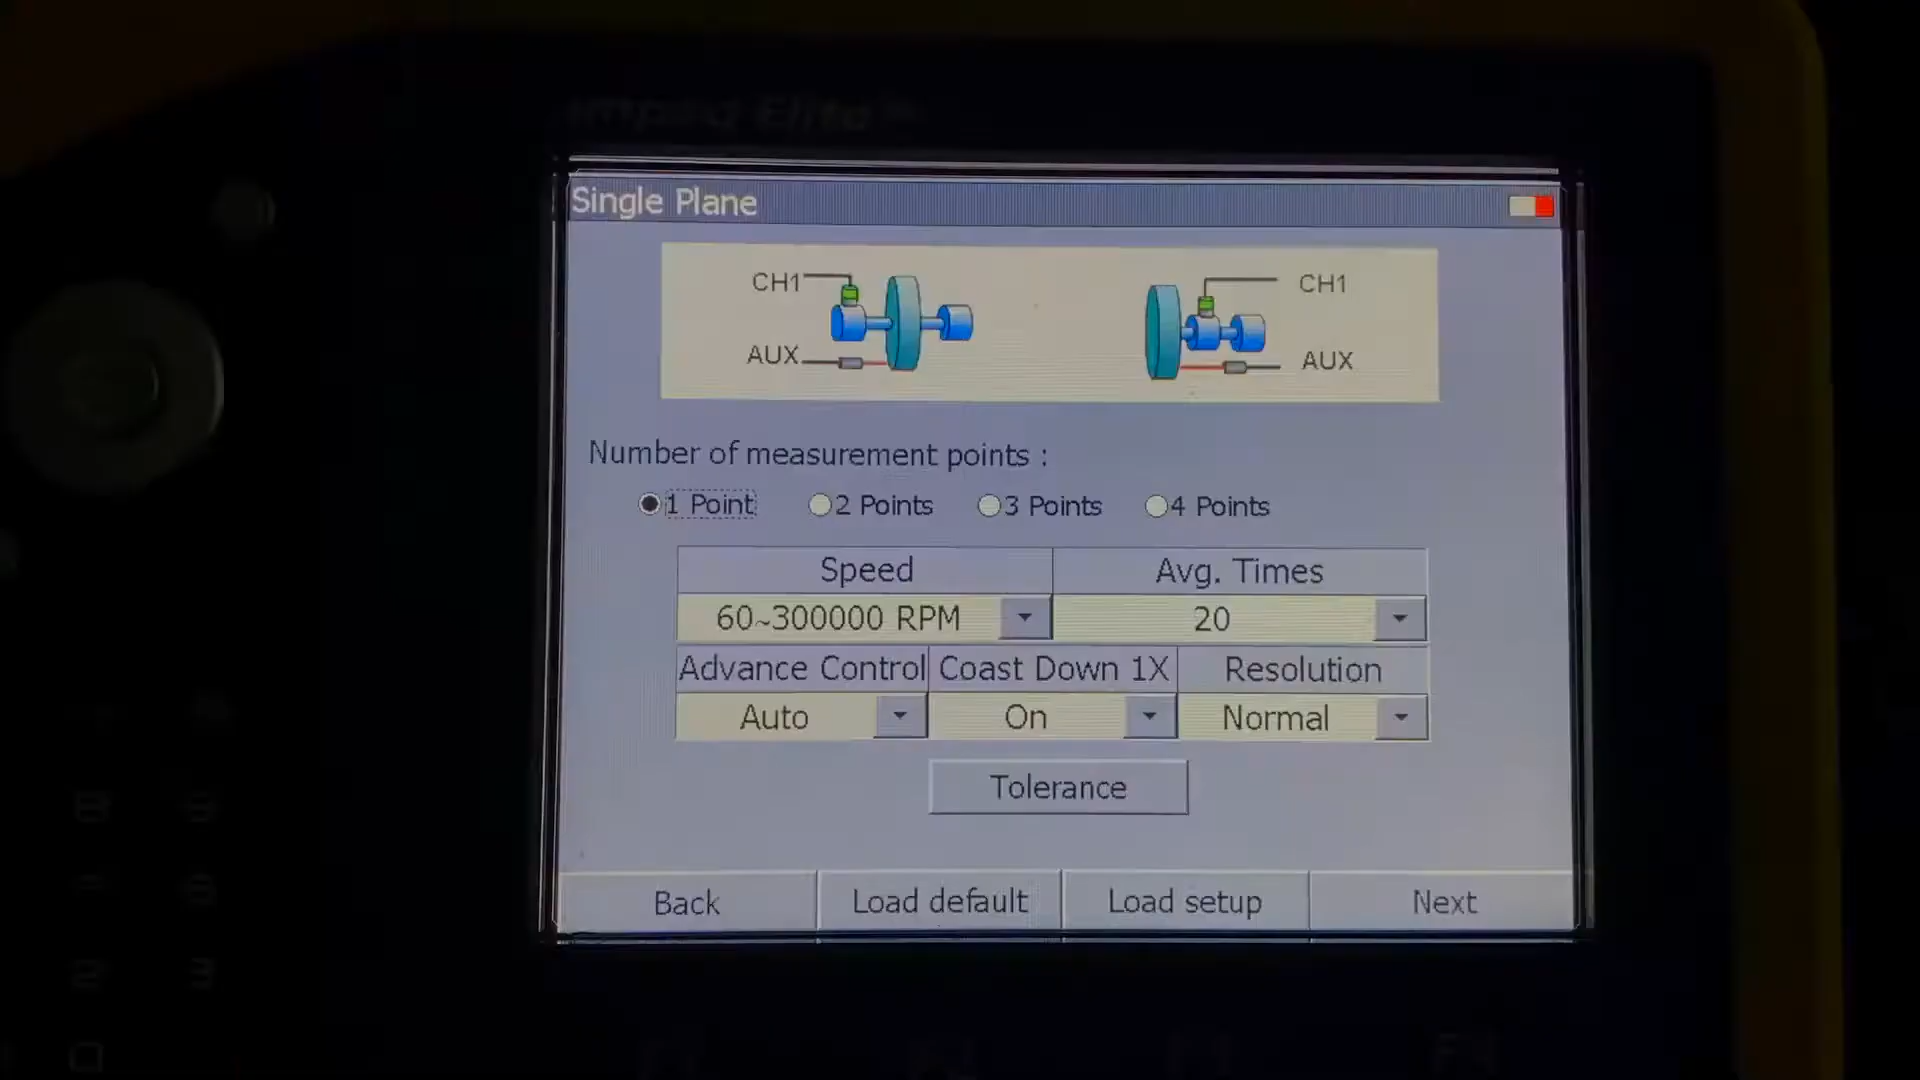 Impaq Elite
Single Plane
CH1 CH1
AUX AUX
Number of measurement points :
1 Point 2 Points 3 Points 4 Points
Speed Avg. Times
60~300000 RPM 20
Advance Control Coast Down 1X Resolution
Auto On Normal
Tolerance
Back Load default Load setup Next